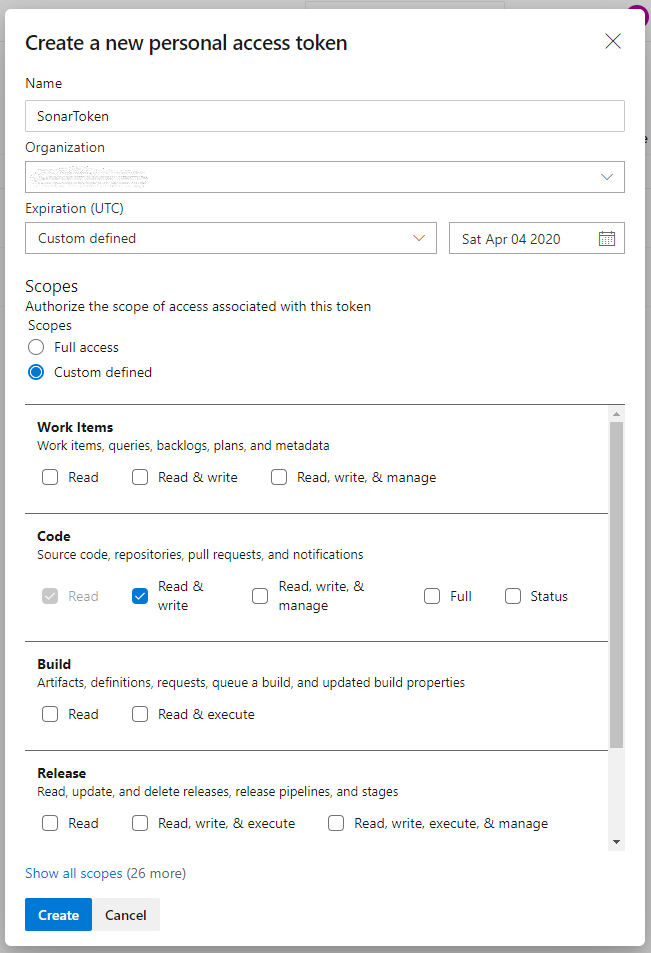 Create a new personal access token
Name
SonarToken
Organization
Expiration (UTC)
Custom defined
Sat Apr 04 2020
Scopes
Authorize the scope of access associated with this token
Scopes
Full access
Custom defined
Work Items
Work items, queries, backlogs, plans, and metadata
Read
Read & write
Read, write, & manage
Code
Source code, repositories, pull requests, and notifications
Read
Read &
write
Read, write, &
manage
Full
Status
Build
Artifacts, definitions, requests, queue a build, and updated build properties
Read
Read & execute
Release
Read, update, and delete releases, release pipelines, and stages
Read
Read, write, & execute
Read, write, execute, & manage
Show all scopes (26 more)
Create
Cancel